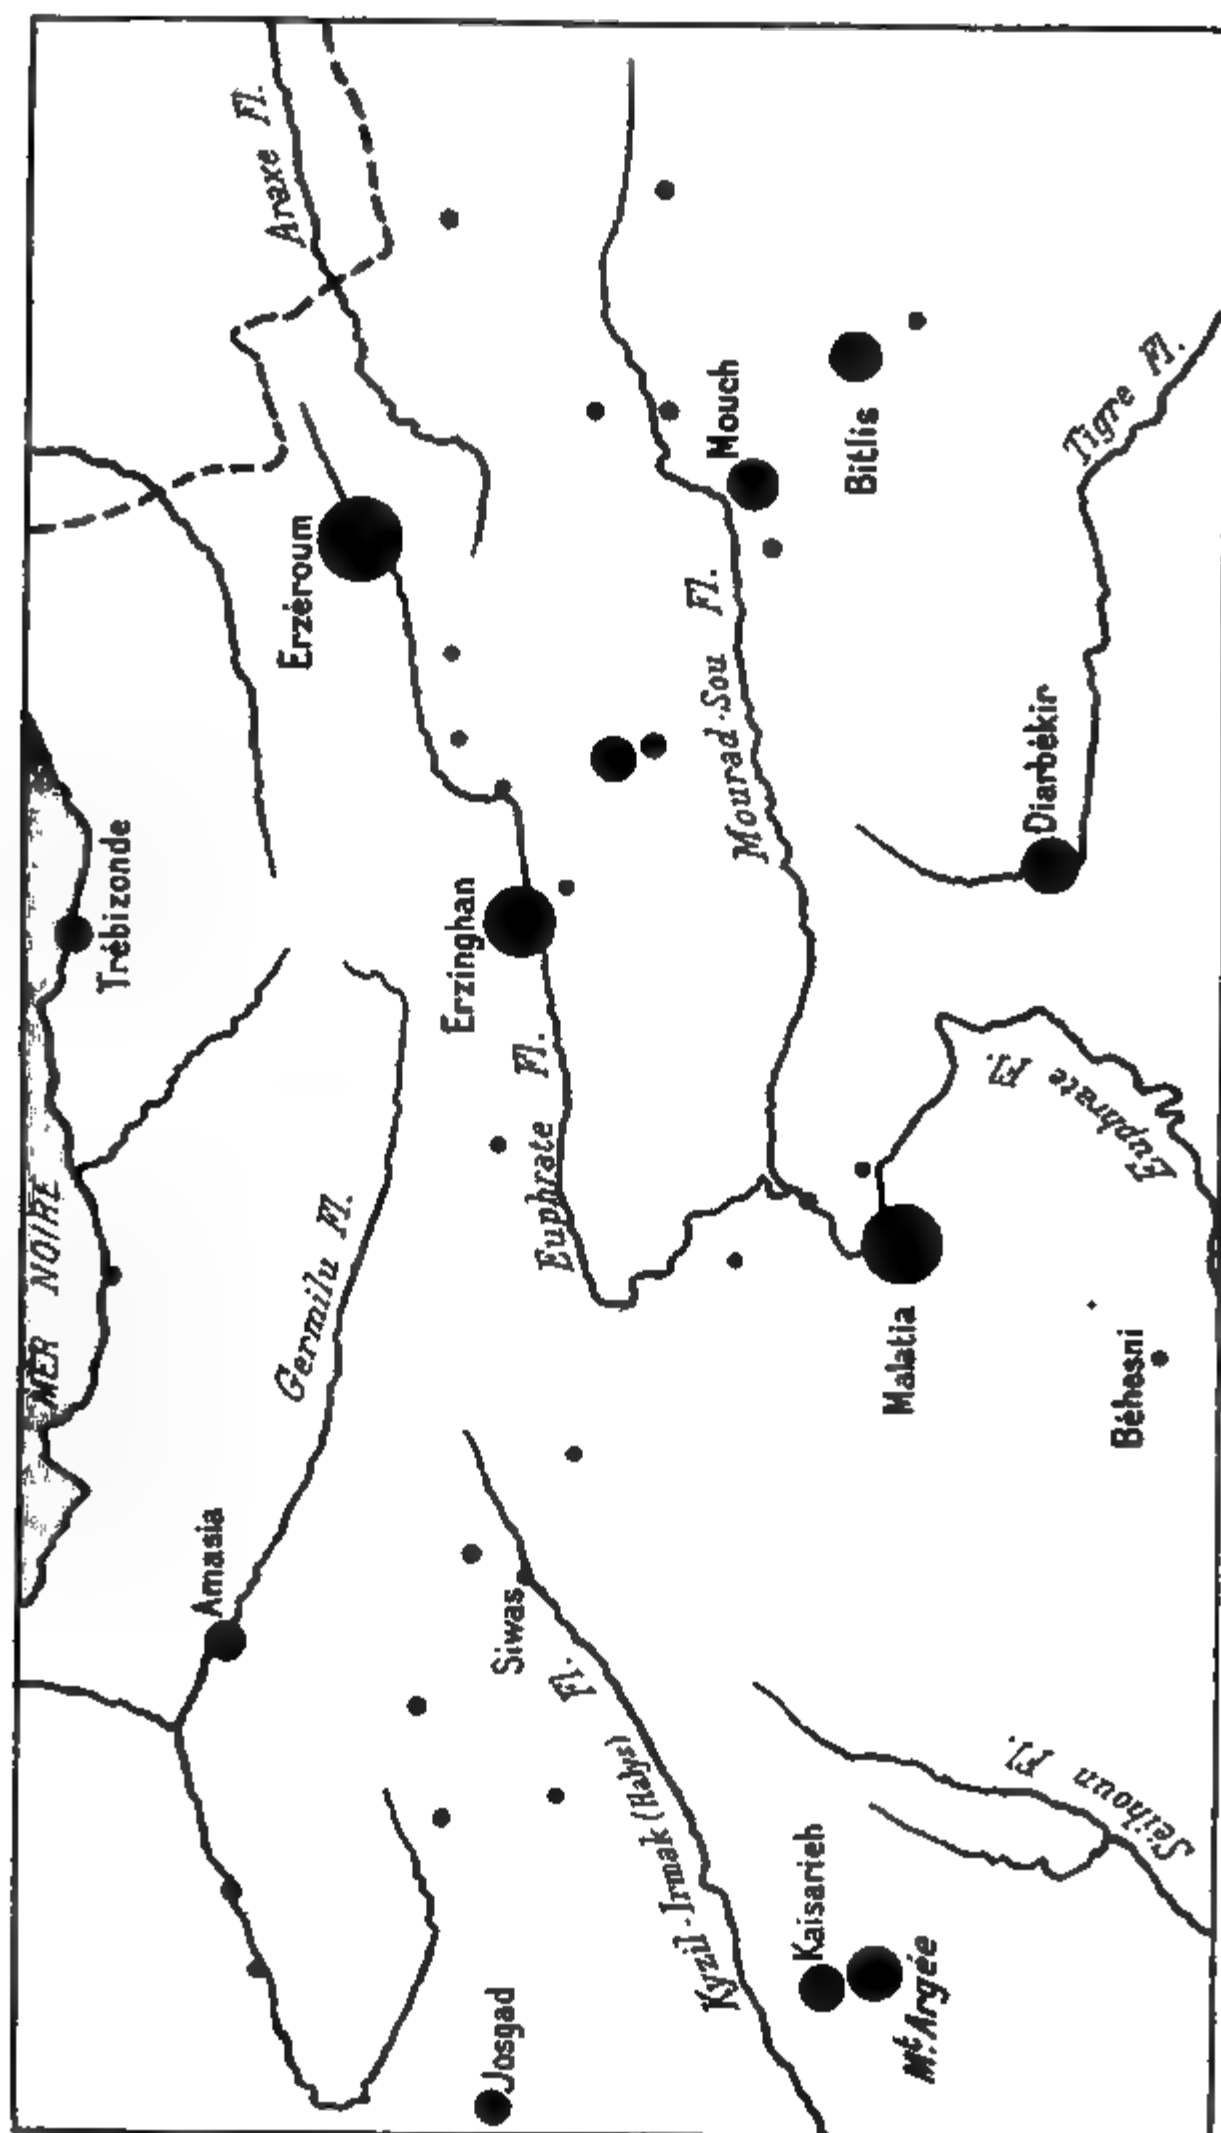 MER NOIRE
Trébizonde
Araxe Fl.
Erzéroum
Amasia
Germilu Fl.
Erzinghan
Euphrate Fl.
Mourad-Sou Fl.
Mouch
Bitlis
Siwas
Josgad
Kyzil-Irmak (Halys) Fl.
Kaisarieh
Mt. Argée
Malatia
Euphrate Fl.
Diarbékir
Tigre Fl.
Béhesni
Seihoun Fl.